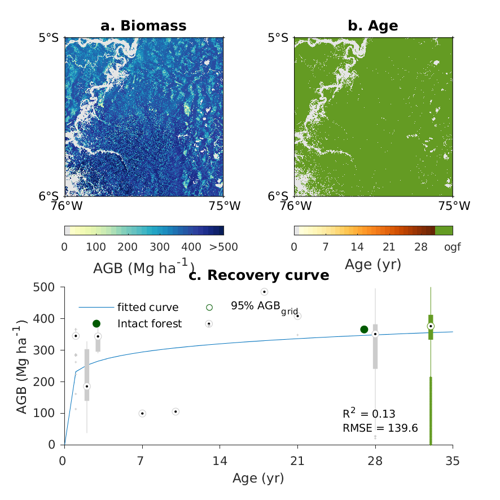 a. Biomass
b. Age
5°S
6°S
76°W
75°W
5°S
6°S
76°W
75°W
0 100 200 300 400 >500
AGB (Mg ha-1)
0 7 14 21 28 ogf
Age (yr)
c. Recovery curve
500
400
300
200
100
0
AGB (Mg ha-1)
fitted curve
95% AGBgrid
Intact forest
R2 = 0.13
RMSE = 139.6
0 7 14 21 28 35
Age (yr)